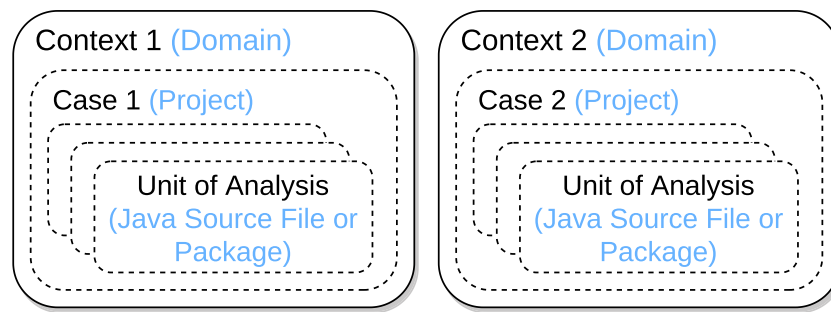 Context 1 (Domain)
Case 1 (Project)
Unit of Analysis
(Java Source File or
Package)
Context 2 (Domain)
Case 2 (Project)
Unit of Analysis
(Java Source File or
Package)